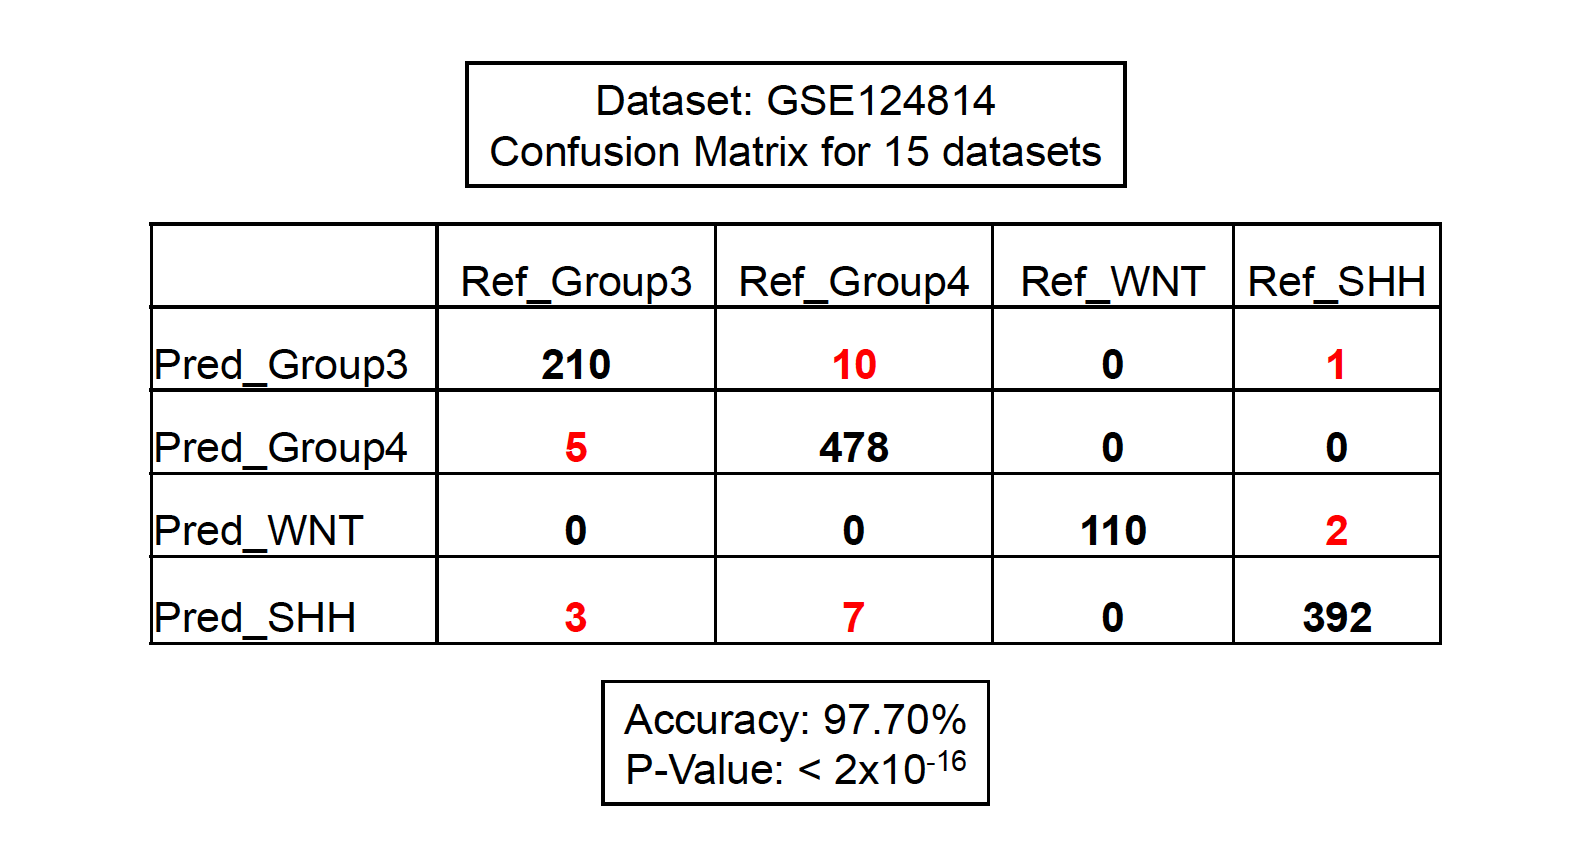 Dataset: GSE124814
Confusion Matrix for 15 datasets
Ref_Group3 Ref_Group4 Ref_WNT Ref_SHH
Pred_Group3 210 10 0 1
Pred_Group4 5 478 0 0
Pred_WNT 0 0 110 2
Pred_SHH 3 7 0 392
Accuracy: 97.70%
P-Value: < 2x10⁻¹⁶